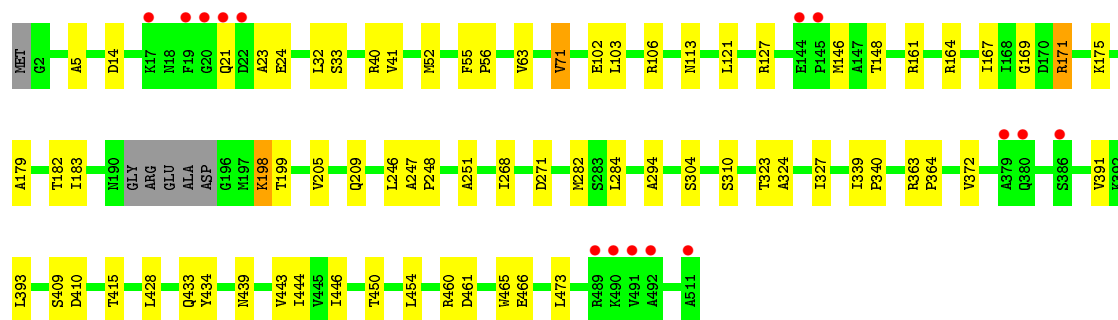 MET G2 A5 D14 K17 N18 F19 G20 Q21 D22 A23 E24 L32 S33 R40 V41 M52 F55 P56 V63 V71 E102 L103 R106 N113 L121 R127 E144 P145 M146 A147 T148 R161 R164 I167 I168 G169 D170 R171 K175
A179 T182 I183 N190 GLY ARG GLU ALA ASP G196 M197 K198 T199 V205 Q209 L246 A247 P248 A251 I268 D271 M282 S283 L284 A294 S304 S310 T323 A324 I327 I339 P340 R363 P364 V372 A379 Q380 S386 V391 K392
L393 S409 D410 T415 L428 Q433 Y434 N439 V443 I444 V445 I446 T450 L454 R460 D461 W465 E466 L473 R489 K490 V491 A492 A511